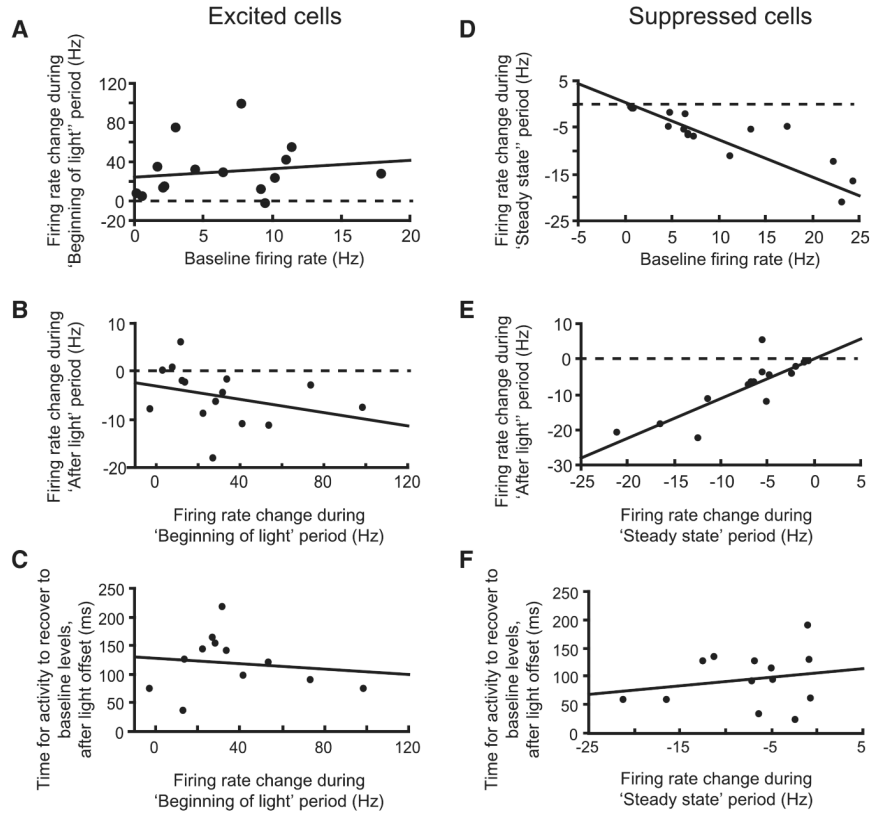 Excited cells
Suppressed cells
A
Firing rate change during
‘Beginning of light’' period (Hz)
120
80
40
0
-20
0
5
10
15
20
Baseline firing rate (Hz)
D
Firing rate change during
‘Steady state’' period (Hz)
5
-5
-15
-25
-5
0
5
10
15
20
25
Baseline firing rate (Hz)
B
Firing rate change during
‘After light’' period (Hz)
10
0
-10
-20
0
40
80
120
Firing rate change during
‘Beginning of light’ period (Hz)
E
Firing rate change during
‘After light’' period (Hz)
10
0
-10
-20
-30
-25
-20
-15
-10
-5
0
5
Firing rate change during
‘Steady state’ period (Hz)
C
Time for activity to recover to
baseline levels,
after light offset (ms)
250
200
150
100
50
0
0
40
80
120
Firing rate change during
‘Beginning of light’ period (Hz)
F
Time for activity to recover to
baseline levels,
after light offset (ms)
250
200
150
100
50
0
-25
-15
-5
5
Firing rate change during
‘Steady state’ period (Hz)